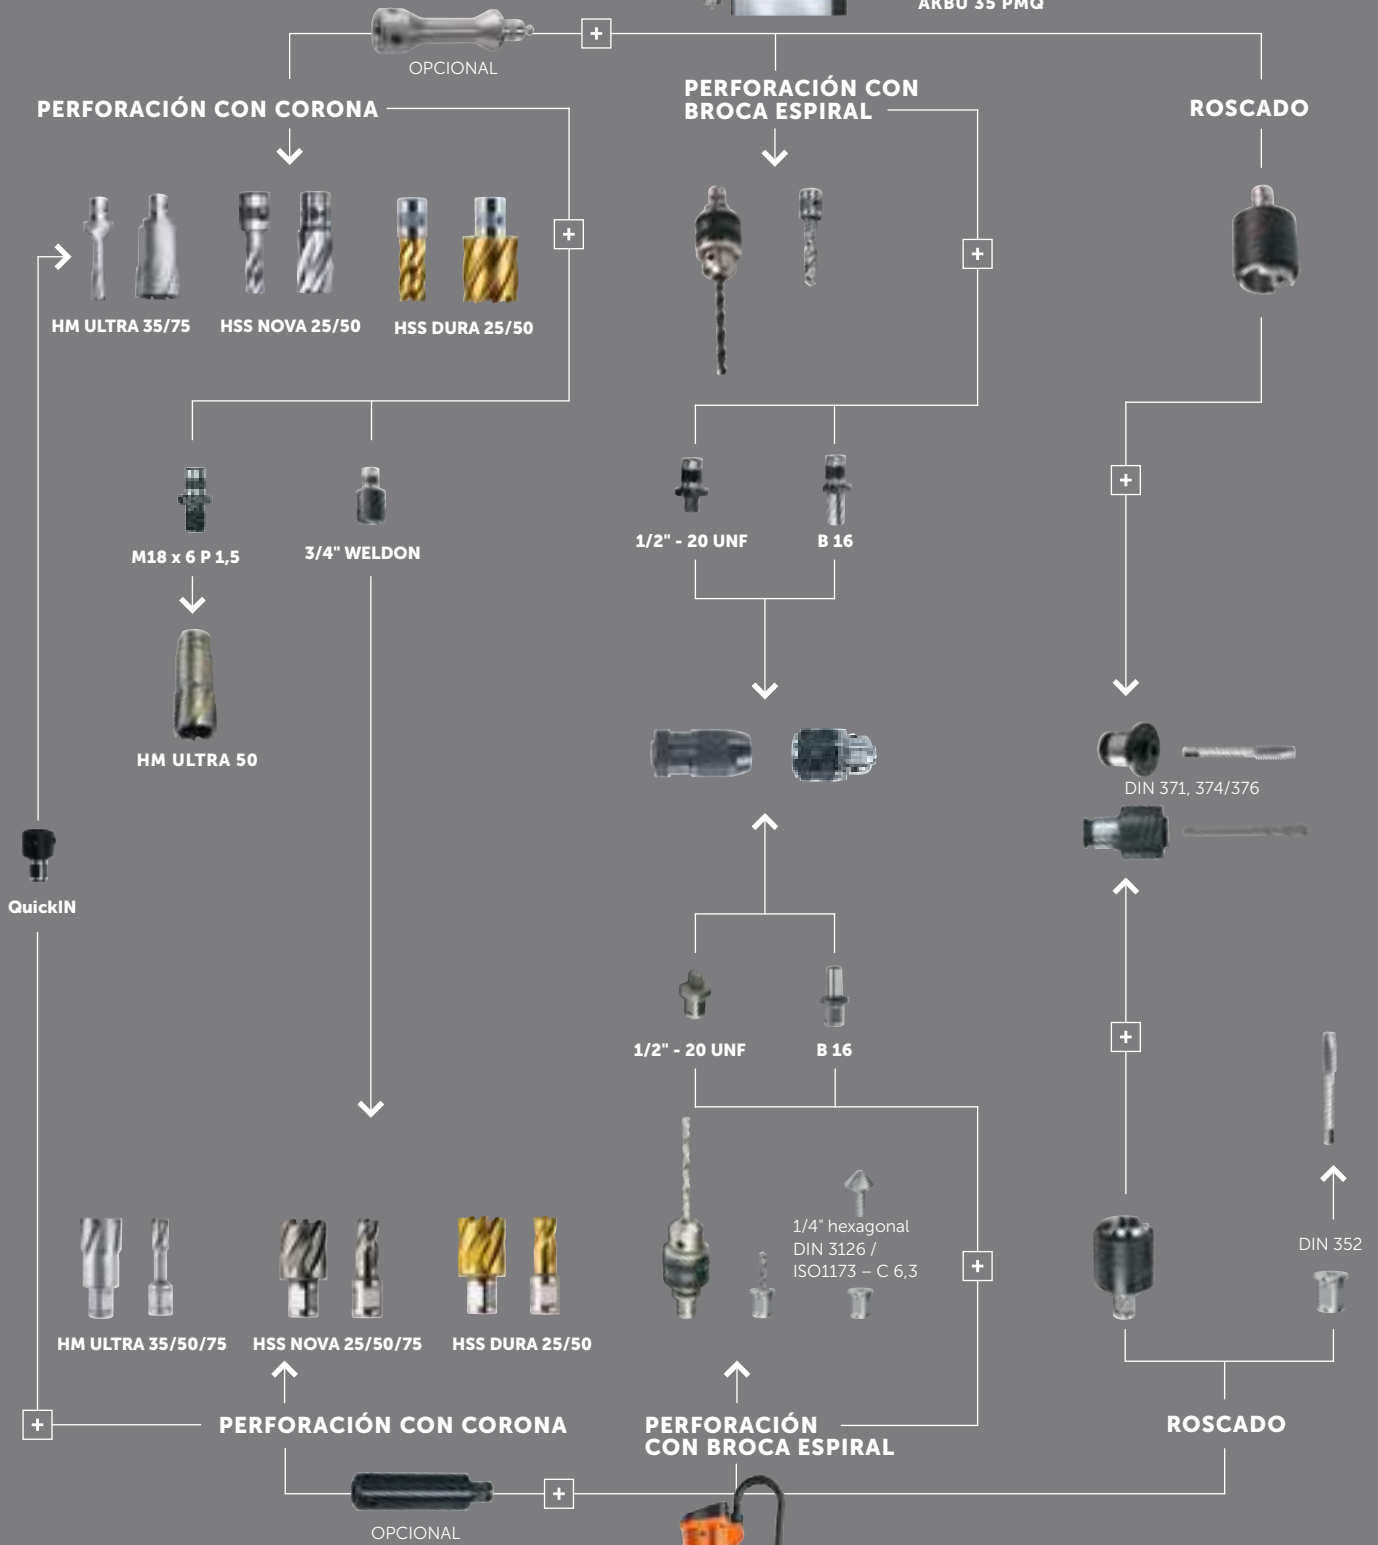 AKBU 35 PMQ
OPCIONAL
PERFORACIÓN CON CORONA
PERFORACIÓN CON
BROCA ESPIRAL
ROSCADO
HM ULTRA 35/75
HSS NOVA 25/50
HSS DURA 25/50
M18 x 6 P 1,5
3/4" WELDON
1/2" - 20 UNF
B 16
HM ULTRA 50
DIN 371, 374/376
QuickIN
1/2" - 20 UNF
B 16
1/4" hexagonal
DIN 3126 /
ISO1173 – C 6,3
DIN 352
HM ULTRA 35/50/75
HSS NOVA 25/50/75
HSS DURA 25/50
PERFORACIÓN CON CORONA
PERFORACIÓN
CON BROCA ESPIRAL
ROSCADO
OPCIONAL